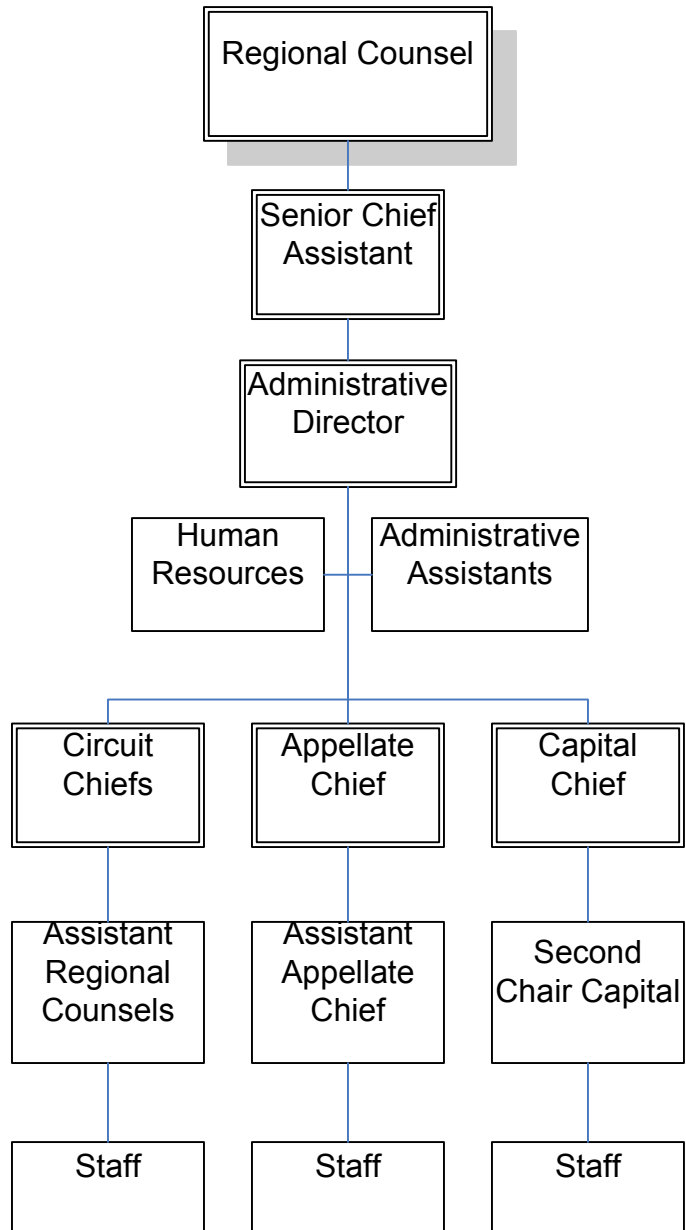 Regional Counsel
Senior Chief
Assistant
Administrative
Director
Human
Resources
Administrative
Assistants
Circuit
Chiefs
Appellate
Chief
Capital
Chief
Assistant
Regional
Counsels
Assistant
Appellate
Chief
Second
Chair Capital
Staff
Staff
Staff